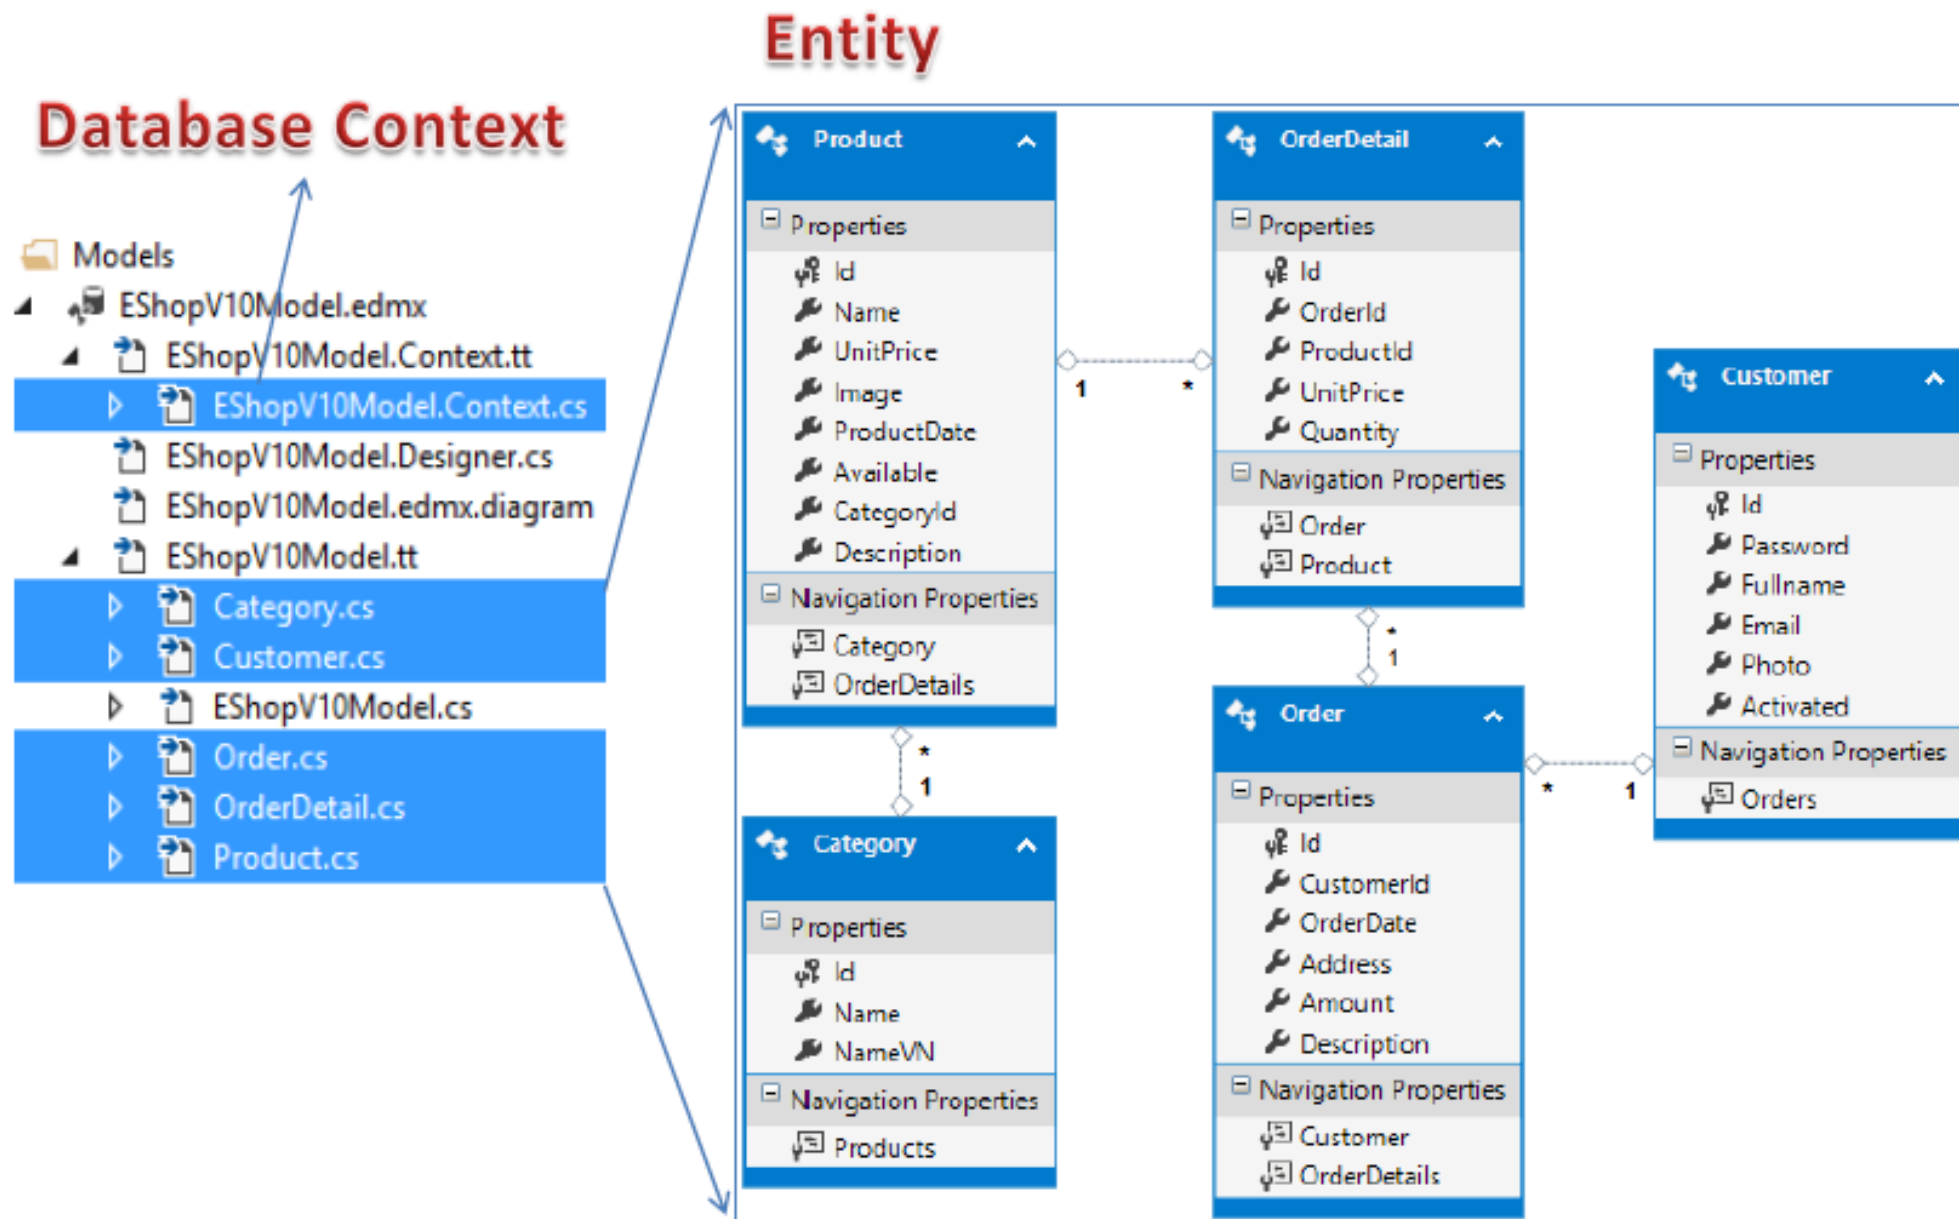 Entity
Database Context
Models
EShopV10Model.edmx
EShopV10Model.Context.tt
EShopV10Model.Context.cs
EShopV10Model.Designer.cs
EShopV10Model.edmx.diagram
EShopV10Model.tt
Category.cs
Customer.cs
EShopV10Model.cs
Order.cs
OrderDetail.cs
Product.cs
Product
Properties
Id
Name
UnitPrice
Image
ProductDate
Available
CategoryId
Description
Navigation Properties
Category
OrderDetails
1
*
*
1
Category
Properties
Id
Name
NameVN
Navigation Properties
Products
OrderDetail
Properties
Id
OrderId
ProductId
UnitPrice
Quantity
Navigation Properties
Order
Product
*
1
Order
Properties
Id
CustomerId
OrderDate
Address
Amount
Description
Navigation Properties
Customer
OrderDetails
*
1
Customer
Properties
Id
Password
Fullname
Email
Photo
Activated
Navigation Properties
Orders